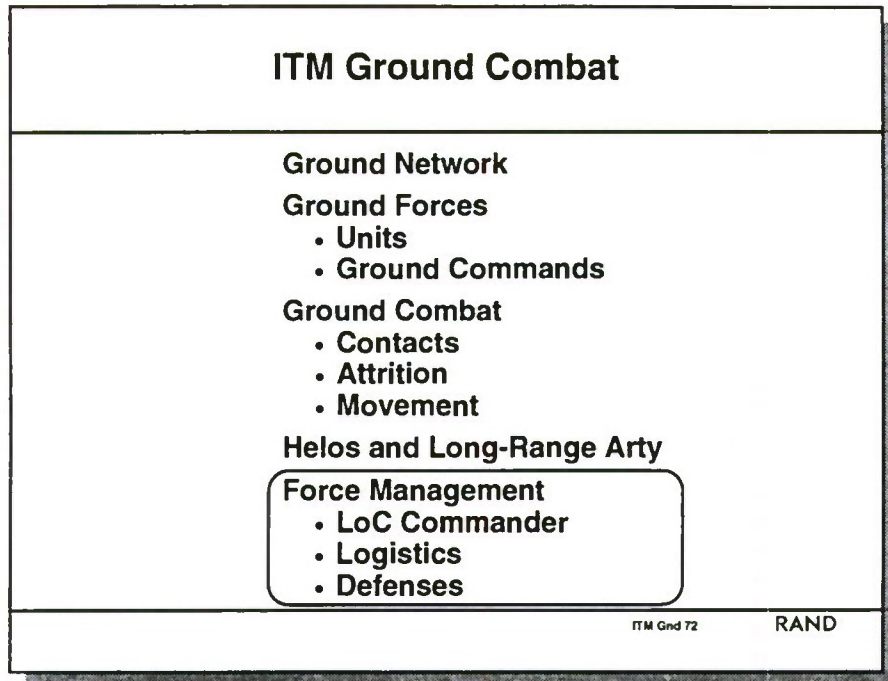 ITM Ground Combat
Ground Network
Ground Forces
• Units
• Ground Commands
Ground Combat
• Contacts
• Attrition
• Movement
Helos and Long-Range Arty
Force Management
• LoC Commander
• Logistics
• Defenses
ITM Gnd 72 RAND